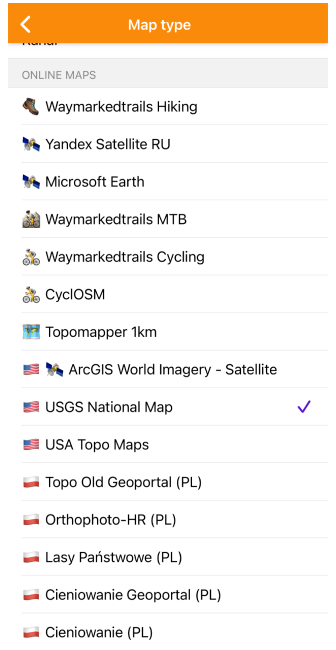 Map type
ONLINE MAPS
Waymarkedtrails Hiking
Yandex Satellite RU
Microsoft Earth
Waymarkedtrails MTB
Waymarkedtrails Cycling
CyclOSM
Topomapper 1km
ArcGIS World Imagery - Satellite
USGS National Map
USA Topo Maps
Topo Old Geoportal (PL)
Orthophoto-HR (PL)
Lasy Państwowe (PL)
Cieniowanie Geoportal (PL)
Cieniowanie (PL)